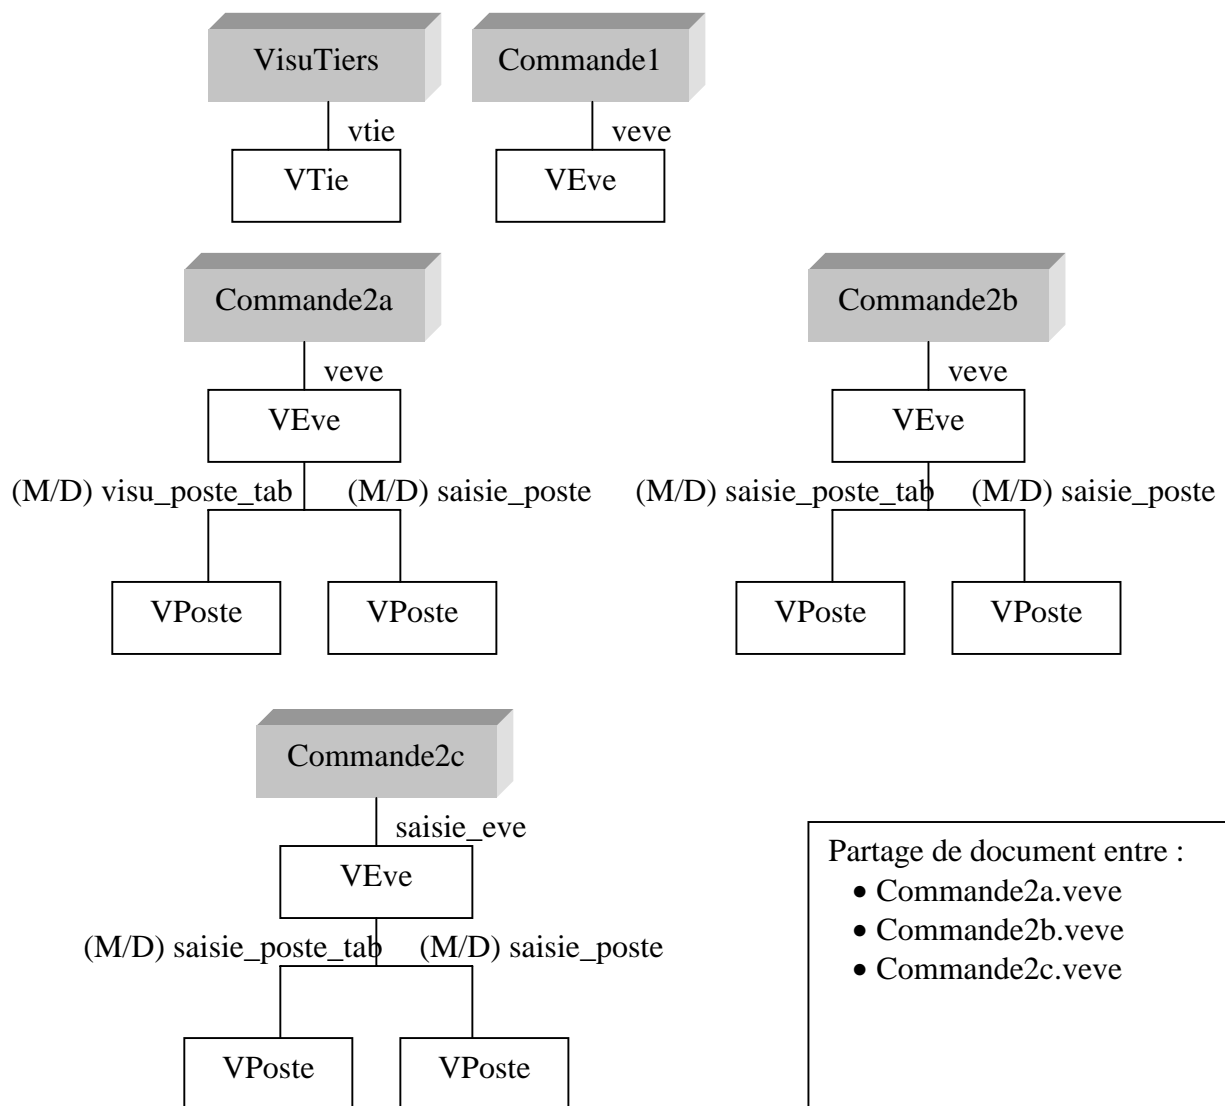 VisuTiers
Commande1
vtie
veve
VTie
VEve
Commande2a
Commande2b
veve
veve
VEve
VEve
(M/D) visu_poste_tab
(M/D) saisie_poste
(M/D) saisie_poste_tab
(M/D) saisie_poste
VPoste
VPoste
VPoste
VPoste
Commande2c
saisie_eve
VEve
(M/D) saisie_poste_tab
(M/D) saisie_poste
VPoste
VPoste
Partage de document entre :
• Commande2a.veve
• Commande2b.veve
• Commande2c.veve